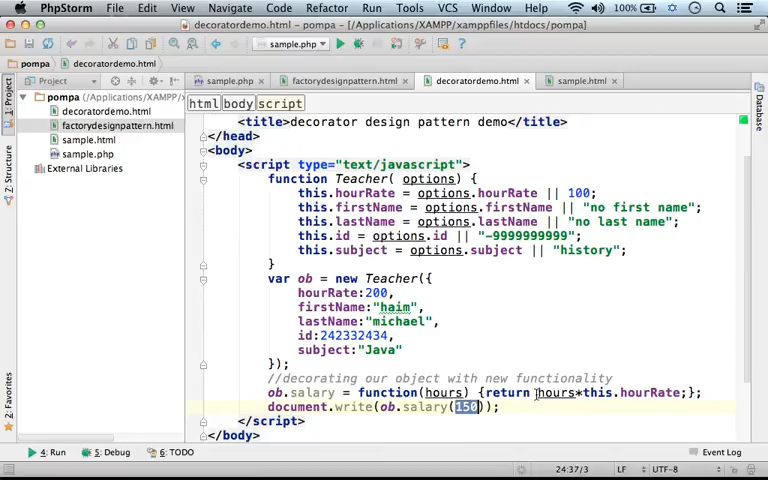 PhpStorm File Edit View Navigate Code Refactor Run Tools VCS Window Help 100%
decoratordemo.html - pompa - [/Applications/XAMPP/xamppfiles/htdocs/pompa]
sample.php
pompa decoratordemo.html
Project sample.php factorydesignpattern.html decoratordemo.html sample.html
1: Project
Z: Structure
2: Favorites
Database
pompa (/Applications/XAMPP/
decoratordemo.html
factorydesignpattern.html
sample.html
sample.php
External Libraries
html body script
<title>decorator design pattern demo</title>
</head>
<body>
<script type="text/javascript">
function Teacher( options) {
this.hourRate = options.hourRate || 100;
this.firstName = options.firstName || "no first name";
this.lastName = options.lastName || "no last name";
this.id = options.id || "-9999999999";
this.subject = options.subject || "history";
}
var ob = new Teacher({
hourRate:200,
firstName:"haim",
lastName:"michael",
id:242332434,
subject:"Java"
});
//decorating our object with new functionality
ob.salary = function(hours) {return hours*this.hourRate;};
document.write(ob.salary(150));
</script>
</body>
4: Run 5: Debug 6: TODO Event Log
24:37/3 LF UTF-8